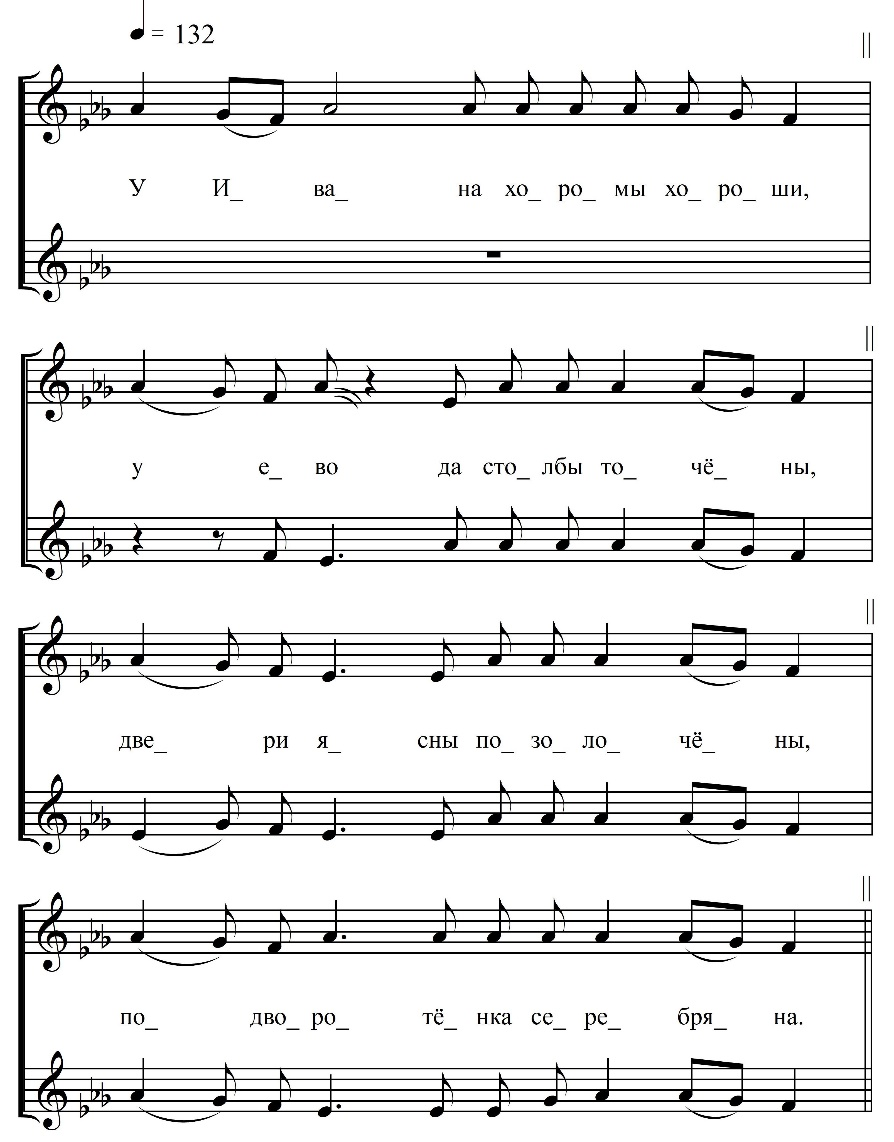 ♩ = 132
У И_ ва_ на хо_ ро_ мы хо_ ро_ ши,
у е_ во да сто_ лбы то_ чё_ ны,
две_ ри я_ сны по_ зо_ ло_ чё_ ны,
по_ дво_ ро_ тё_ нка се_ ре_ бря_ на.